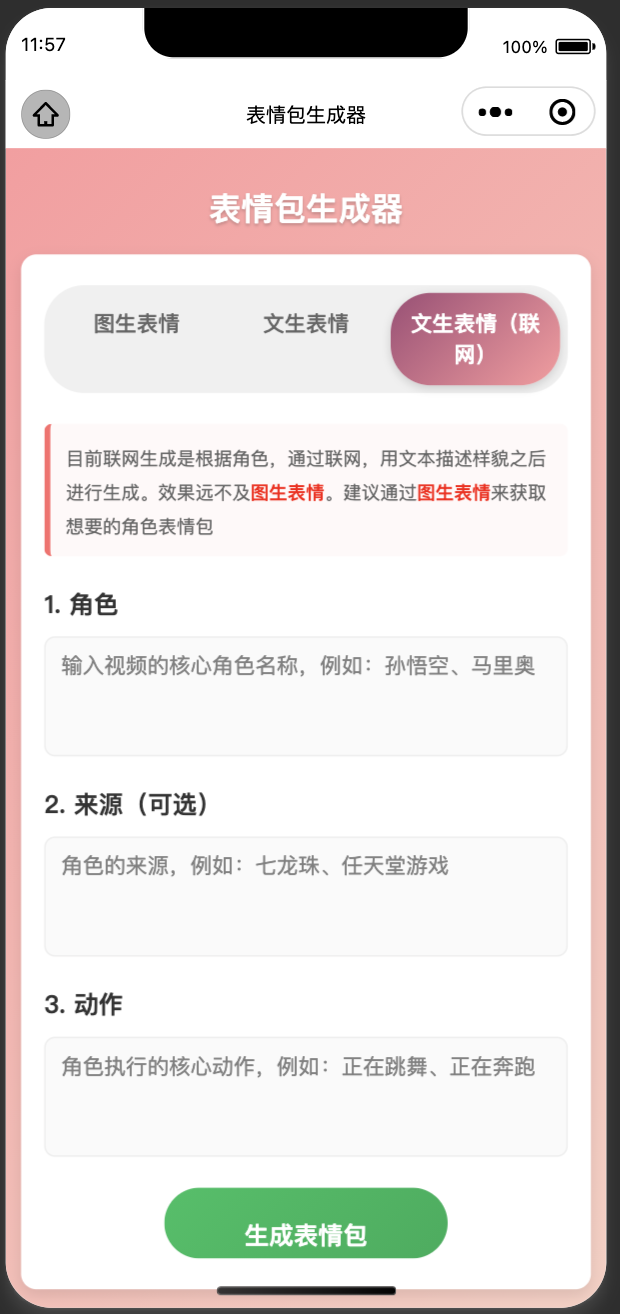 11:57
100%
表情包生成器
表情包生成器
图生表情
文生表情
文生表情（联
网）
目前联网生成是根据角色，通过联网，用文本描述样貌之后
进行生成。效果远不及图生表情。建议通过图生表情来获取
想要的角色表情包
1. 角色
输入视频的核心角色名称，例如：孙悟空、马里奥
2. 来源（可选）
角色的来源，例如：七龙珠、任天堂游戏
3. 动作
角色执行的核心动作，例如：正在跳舞、正在奔跑
生成表情包